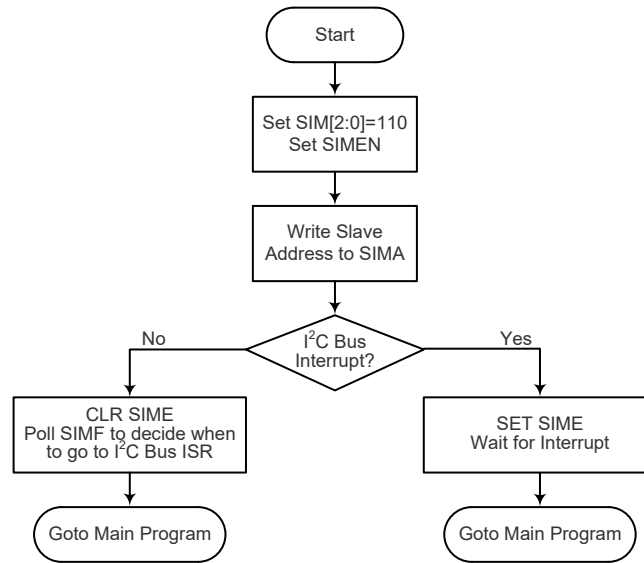 Start
Set SIM[2:0]=110
Set SIMEN
Write Slave
Address to SIMA
I²C Bus
Interrupt?
No
Yes
CLR SIME
Poll SIMF to decide when
to go to I²C Bus ISR
SET SIME
Wait for Interrupt
Goto Main Program
Goto Main Program